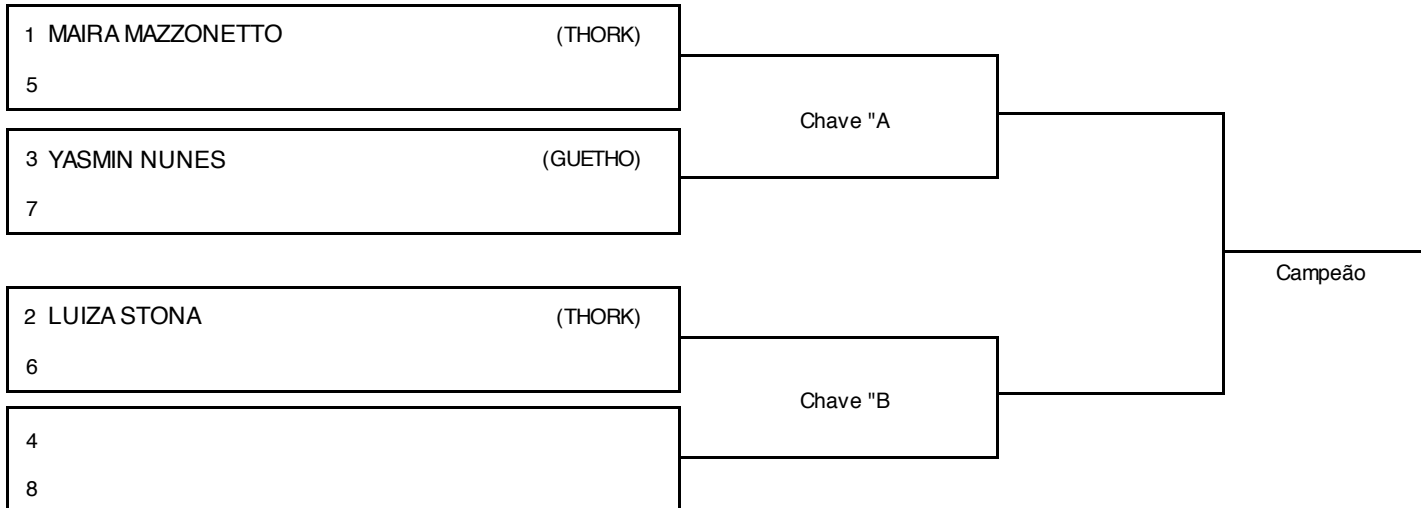 1 MAIRA MAZZONETTO (THORK)
5
Chave "A
3 YASMIN NUNES (GUETHO)
7
Campeão
2 LUIZA STONA (THORK)
6
Chave "B
4
8